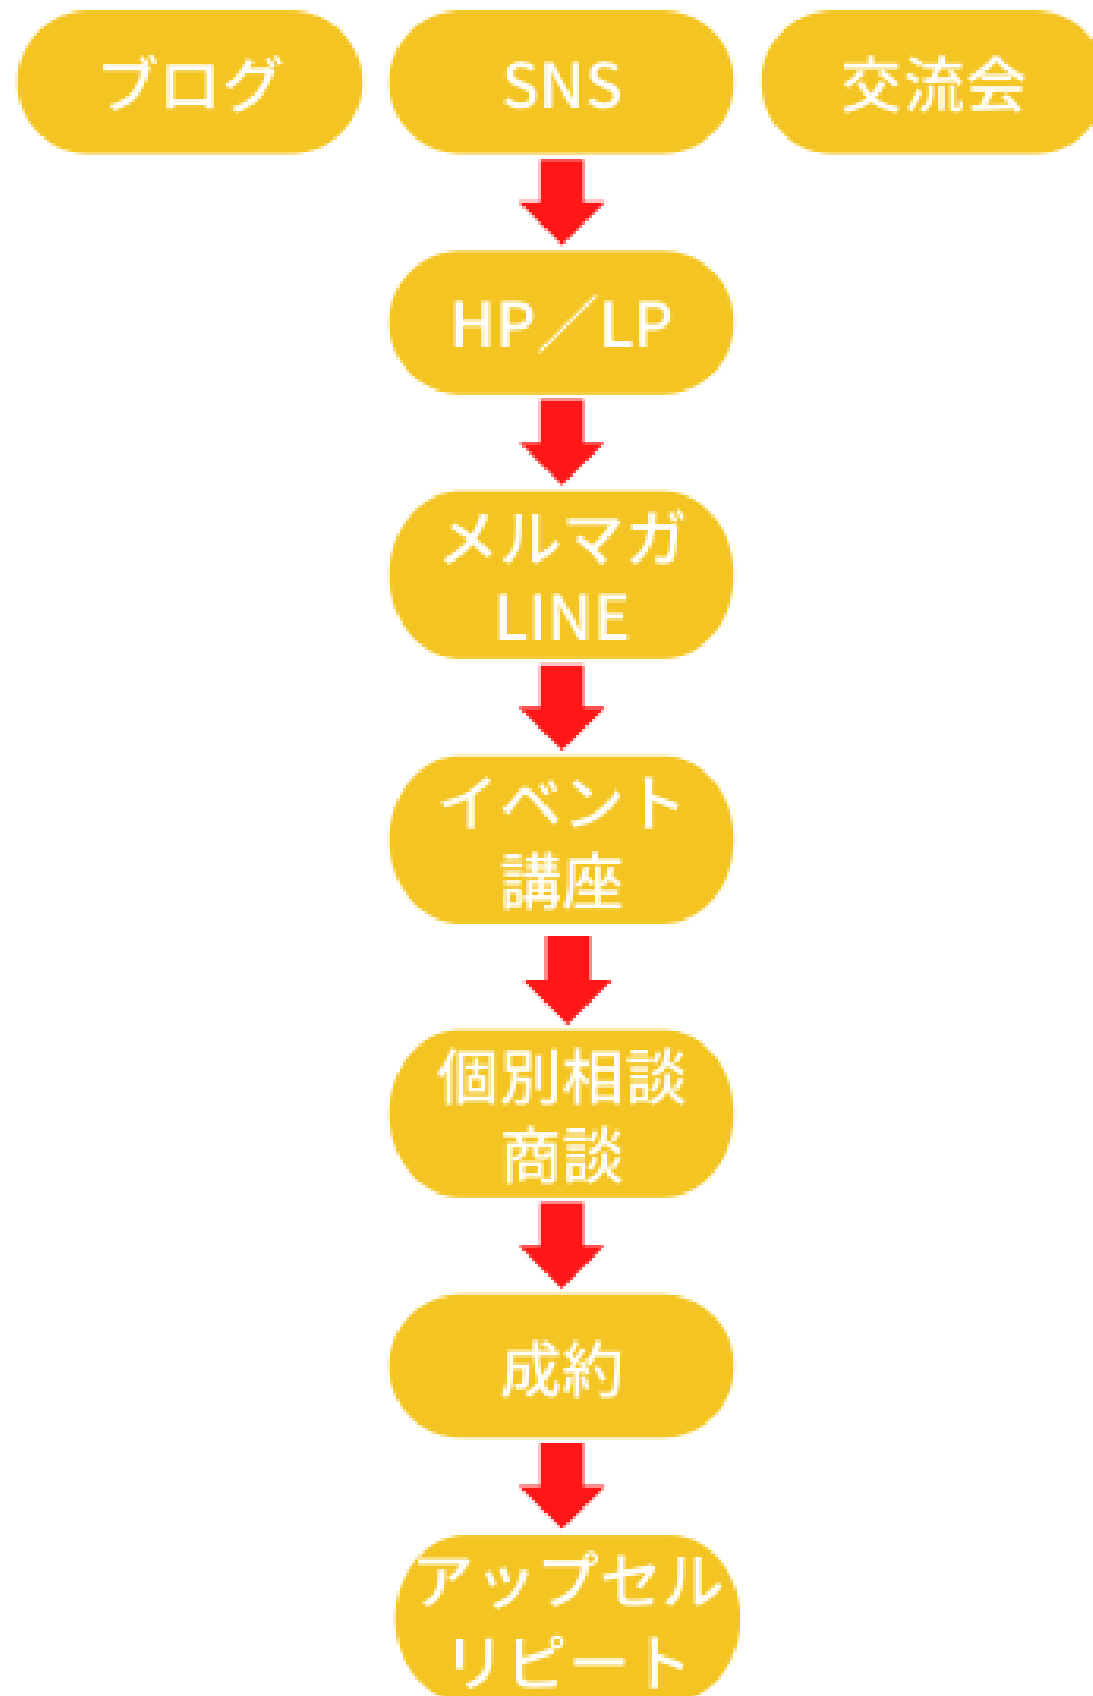 ブログ
SNS
交流会
HP／LP
メルマガ
LINE
イベント
講座
個別相談
商談
成約
アップセル
リピート